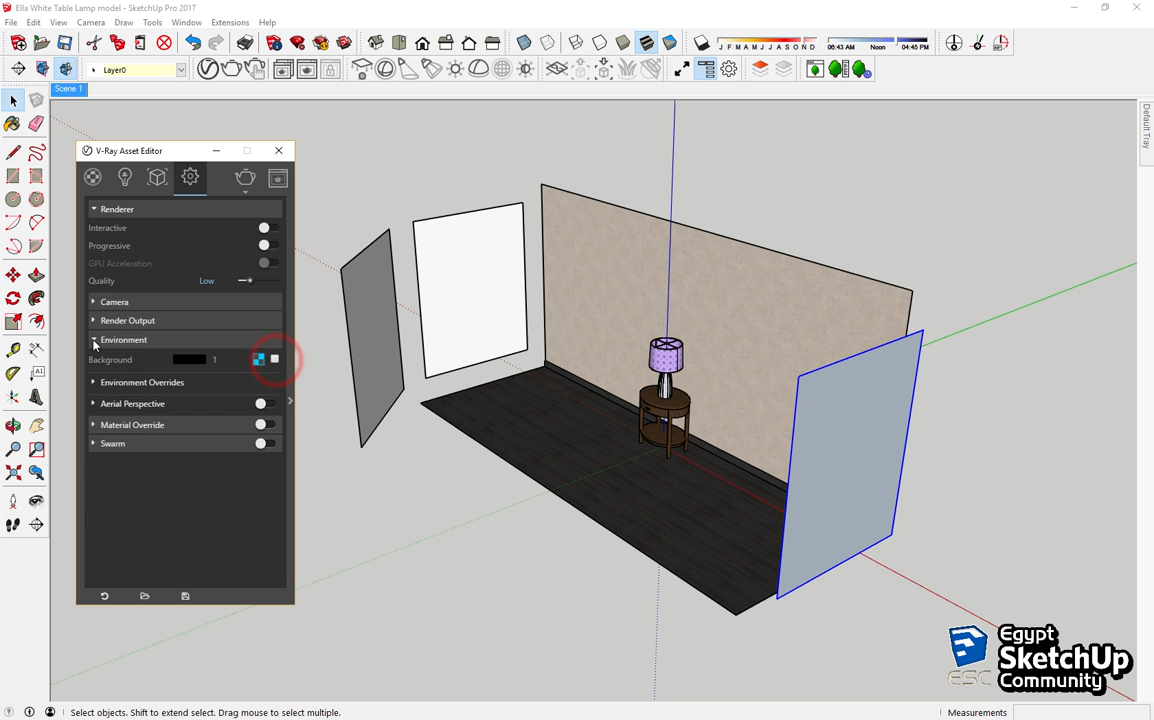 Ella White Table Lamp model - SketchUp Pro 2017
File Edit View Camera Draw Tools Window Extensions Help
J F M A M J J A S O N D 06:43 AM Noon 04:45 PM
Layer0
Scene 1
Default Tray
V-Ray Asset Editor
Renderer
Interactive
Progressive
GPU Acceleration
Quality Low
Camera
Render Output
Environment
Background 1
Environment Overrides
Aerial Perspective
Material Override
Swarm
Egypt
SketchUp
Community
ESC
Select objects. Shift to extend select. Drag mouse to select multiple.
Measurements